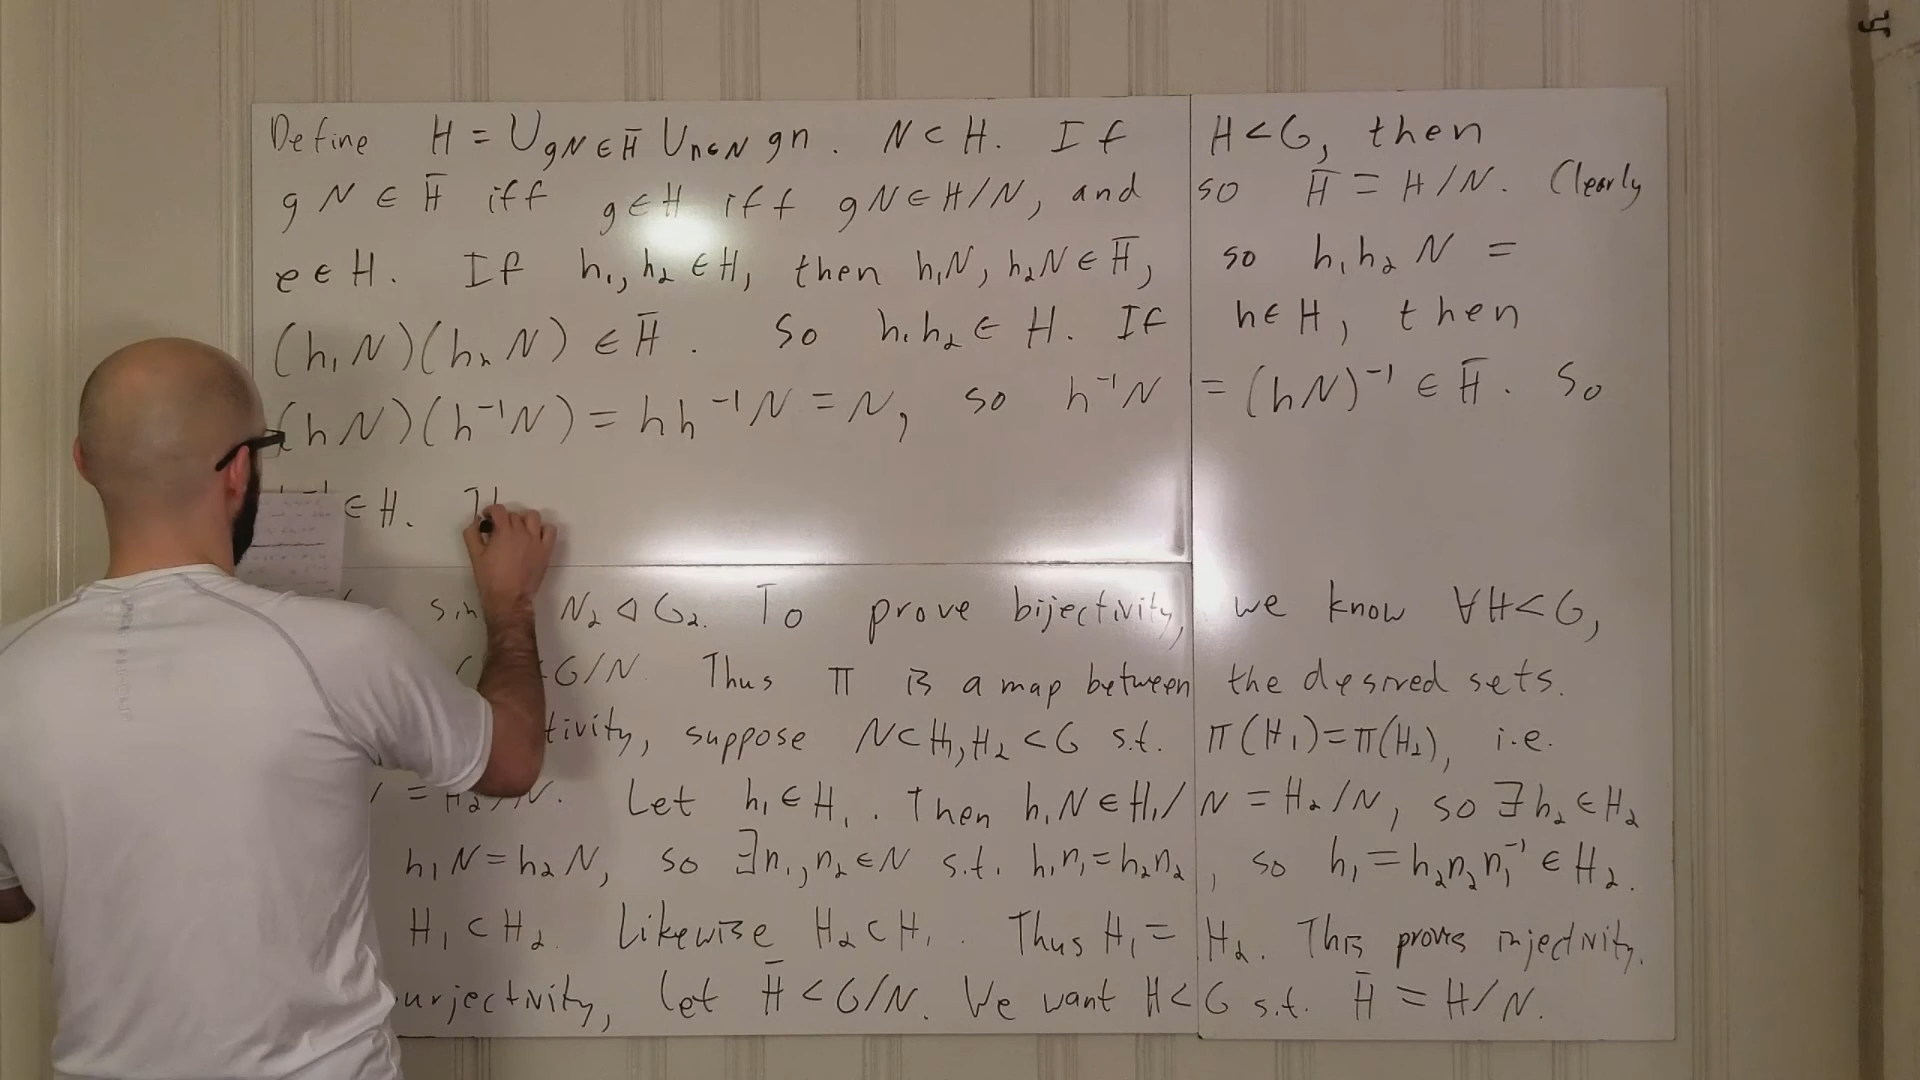 Define H = ∪_{gN∈H̄} ∪_{n∈N} gn. N ⊂ H. If H<G, then
gN ∈ H̄ iff g∈H iff gN∈H/N, and so H̄ = H/N. Clearly
e∈H. If h₁, h₂ ∈H, then h₁N, h₂N∈H̄, so h₁h₂N =
(h₁N)(h₂N) ∈H̄. So h₁h₂∈H. If h∈H, then
(hN)(h⁻¹N) = hh⁻¹N = N, so h⁻¹N = (hN)⁻¹ ∈ H̄. So
⁻¹ ∈H.
N₂ ◁ G₂. To prove bijectivity, we know ∀H<G,
G/N. Thus π is a map between the desired sets.
tivity, suppose N⊂H₁,H₂<G s.t. π(H₁)=π(H₂), i.e.
= H₂/N. Let h₁∈H₁. Then h₁N∈H₁/N = H₂/N, so ∃h₂∈H₂
h₁N=h₂N, so ∃n₁,n₂∈N s.t. h₁n₁=h₂n₂, so h₁=h₂n₂n₁⁻¹∈H₂.
H₁⊂H₂. Likewise H₂⊂H₁. Thus H₁= H₂. This proves injectivity.
urjectivity, let H̄<G/N. We want H<G s.t. H̄ = H/N.